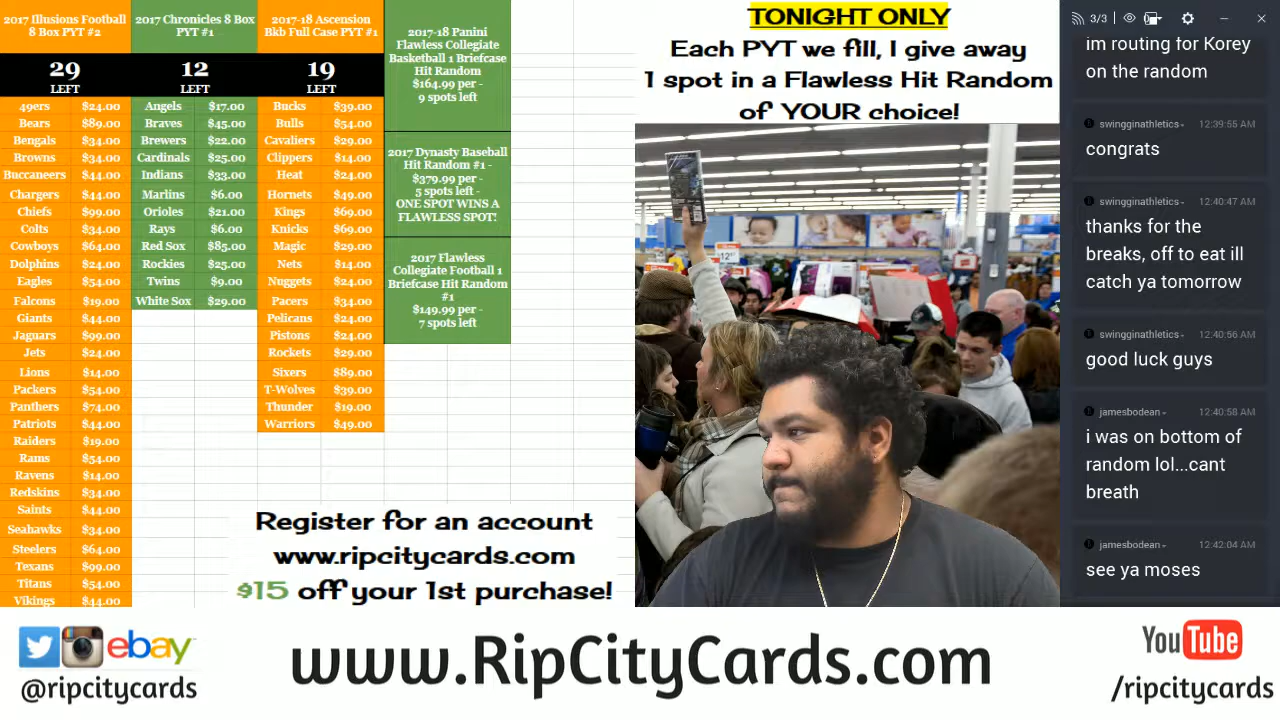 2017 Illusions Football
8 Box PYT #2
29
LEFT
49ers $24.00
Bears $89.00
Bengals $34.00
Browns $34.00
Buccaneers $44.00
Chargers $44.00
Chiefs $99.00
Colts $34.00
Cowboys $64.00
Dolphins $24.00
Eagles $54.00
Falcons $19.00
Giants $44.00
Jaguars $99.00
Jets $24.00
Lions $14.00
Packers $54.00
Panthers $74.00
Patriots $44.00
Raiders $19.00
Rams $54.00
Ravens $14.00
Redskins $34.00
Saints $44.00
Seahawks $34.00
Steelers $64.00
Texans $99.00
Titans $54.00
Vikings $44.00
2017 Chronicles 8 Box
PYT #1
12
LEFT
Angels $17.00
Braves $45.00
Brewers $22.00
Cardinals $25.00
Indians $33.00
Marlins $6.00
Orioles $21.00
Rays $6.00
Red Sox $85.00
Rockies $25.00
Twins $9.00
White Sox $29.00
2017-18 Ascension
Bkb Full Case PYT #1
19
LEFT
Bucks $39.00
Bulls $54.00
Cavaliers $29.00
Clippers $14.00
Heat $24.00
Hornets $49.00
Kings $69.00
Knicks $69.00
Magic $29.00
Nets $14.00
Nuggets $24.00
Pacers $34.00
Pelicans $24.00
Pistons $24.00
Rockets $29.00
Sixers $89.00
T-Wolves $39.00
Thunder $19.00
Warriors $49.00
2017-18 Panini
Flawless Collegiate
Basketball 1 Briefcase
Hit Random
$164.99 per -
9 spots left
2017 Dynasty Baseball
Hit Random #1 -
$379.99 per -
5 spots left -
ONE SPOT WINS A
FLAWLESS SPOT!
2017 Flawless
Collegiate Football 1
Briefcase Hit Random
#1
$149.99 per -
7 spots left
Register for an account
www.ripcitycards.com
$15 off your 1st purchase!
TONIGHT ONLY
Each PYT we fill, I give away
1 spot in a Flawless Hit Random
of YOUR choice!
3/3
im routing for Korey
on the random
swingginathletics 12:39:55 AM
congrats
swingginathletics 12:40:47 AM
thanks for the
breaks, off to eat ill
catch ya tomorrow
swingginathletics 12:40:56 AM
good luck guys
jamesbodean 12:40:58 AM
i was on bottom of
random lol...cant
breath
jamesbodean 12:42:04 AM
see ya moses
ebay
@ripcitycards
www.RipCityCards.com
YouTube
/ripcitycards